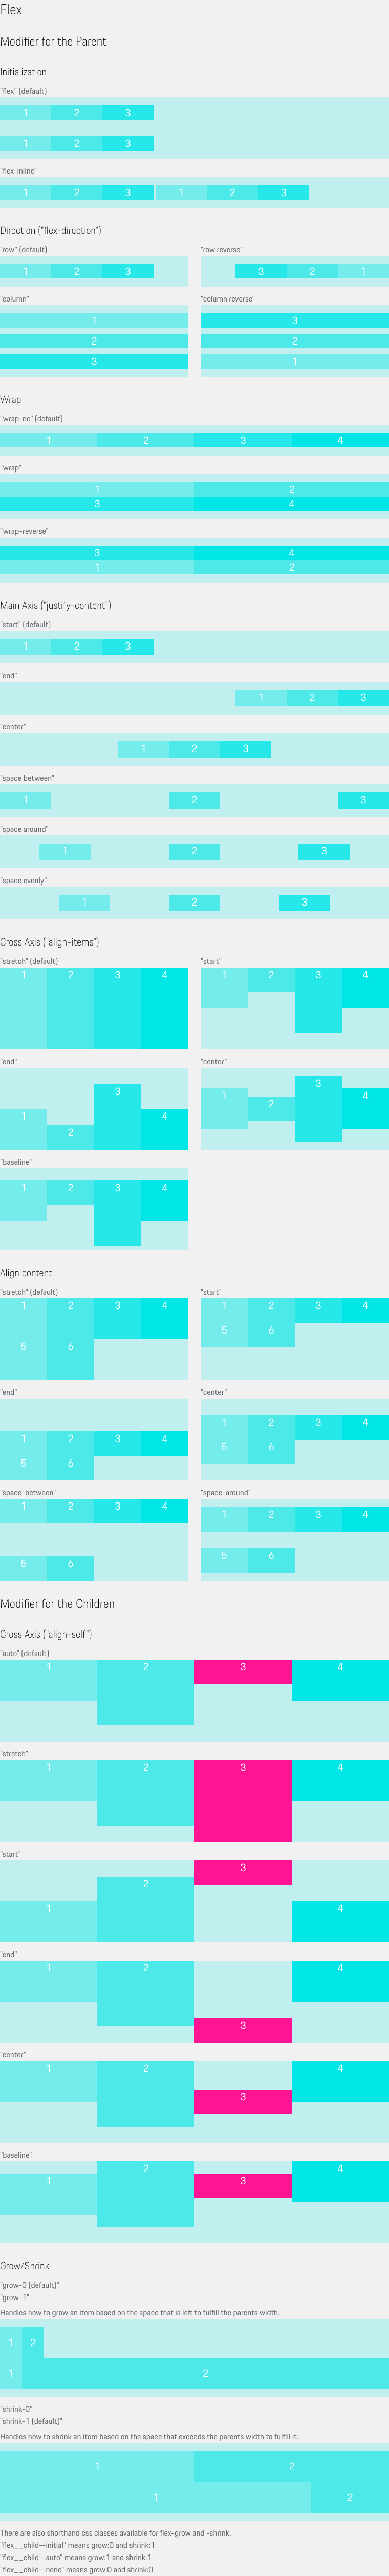 Flex
Modifier for the Parent
Initialization
"flex" (default)
1 2 3
1 2 3
"flex-inline"
1 2 3 1 2 3
Direction ("flex-direction")
"row" (default)
1 2 3
"row reverse"
3 2 1
"column"
1
2
3
"column reverse"
3
2
1
Wrap
"wrap-no" (default)
1 2 3 4
"wrap"
1 2
3 4
"wrap-reverse"
3 4
1 2
Main Axis ("justify-content")
"start" (default)
1 2 3
"end"
1 2 3
"center"
1 2 3
"space between"
1 2 3
"space around"
1 2 3
"space evenly"
1 2 3
Cross Axis ("align-items")
"stretch" (default)
1 2 3 4
"start"
1 2 3 4
"end"
1 2 3 4
"center"
1 2 3 4
"baseline"
1 2 3 4
Align content
"stretch" (default)
1 2 3 4
5 6
"start"
1 2 3 4
5 6
"end"
1 2 3 4
5 6
"center"
1 2 3 4
5 6
"space-between"
1 2 3 4
5 6
"space-around"
1 2 3 4
5 6
Modifier for the Children
Cross Axis ("align-self")
"auto" (default)
1 2 3 4
"stretch"
1 2 3 4
"start"
1 2 3 4
"end"
1 2 3 4
"center"
1 2 3 4
"baseline"
1 2 3 4
Grow/Shrink
"grow-0 (default)"
"grow-1"
Handles how to grow an item based on the space that is left to fulfill the parents width.
1 2
1 2
"shrink-0"
"shrink-1 (default)"
Handles how to shrink an item based on the space that exceeds the parents width to fulfill it.
1 2
1 2
There are also shorthand css classes available for flex-grow and -shrink.
"flex__child--initial" means grow:0 and shrink:1
"flex__child--auto" means grow:1 and shrink:1
"flex__child--none" means grow:0 and shrink:0